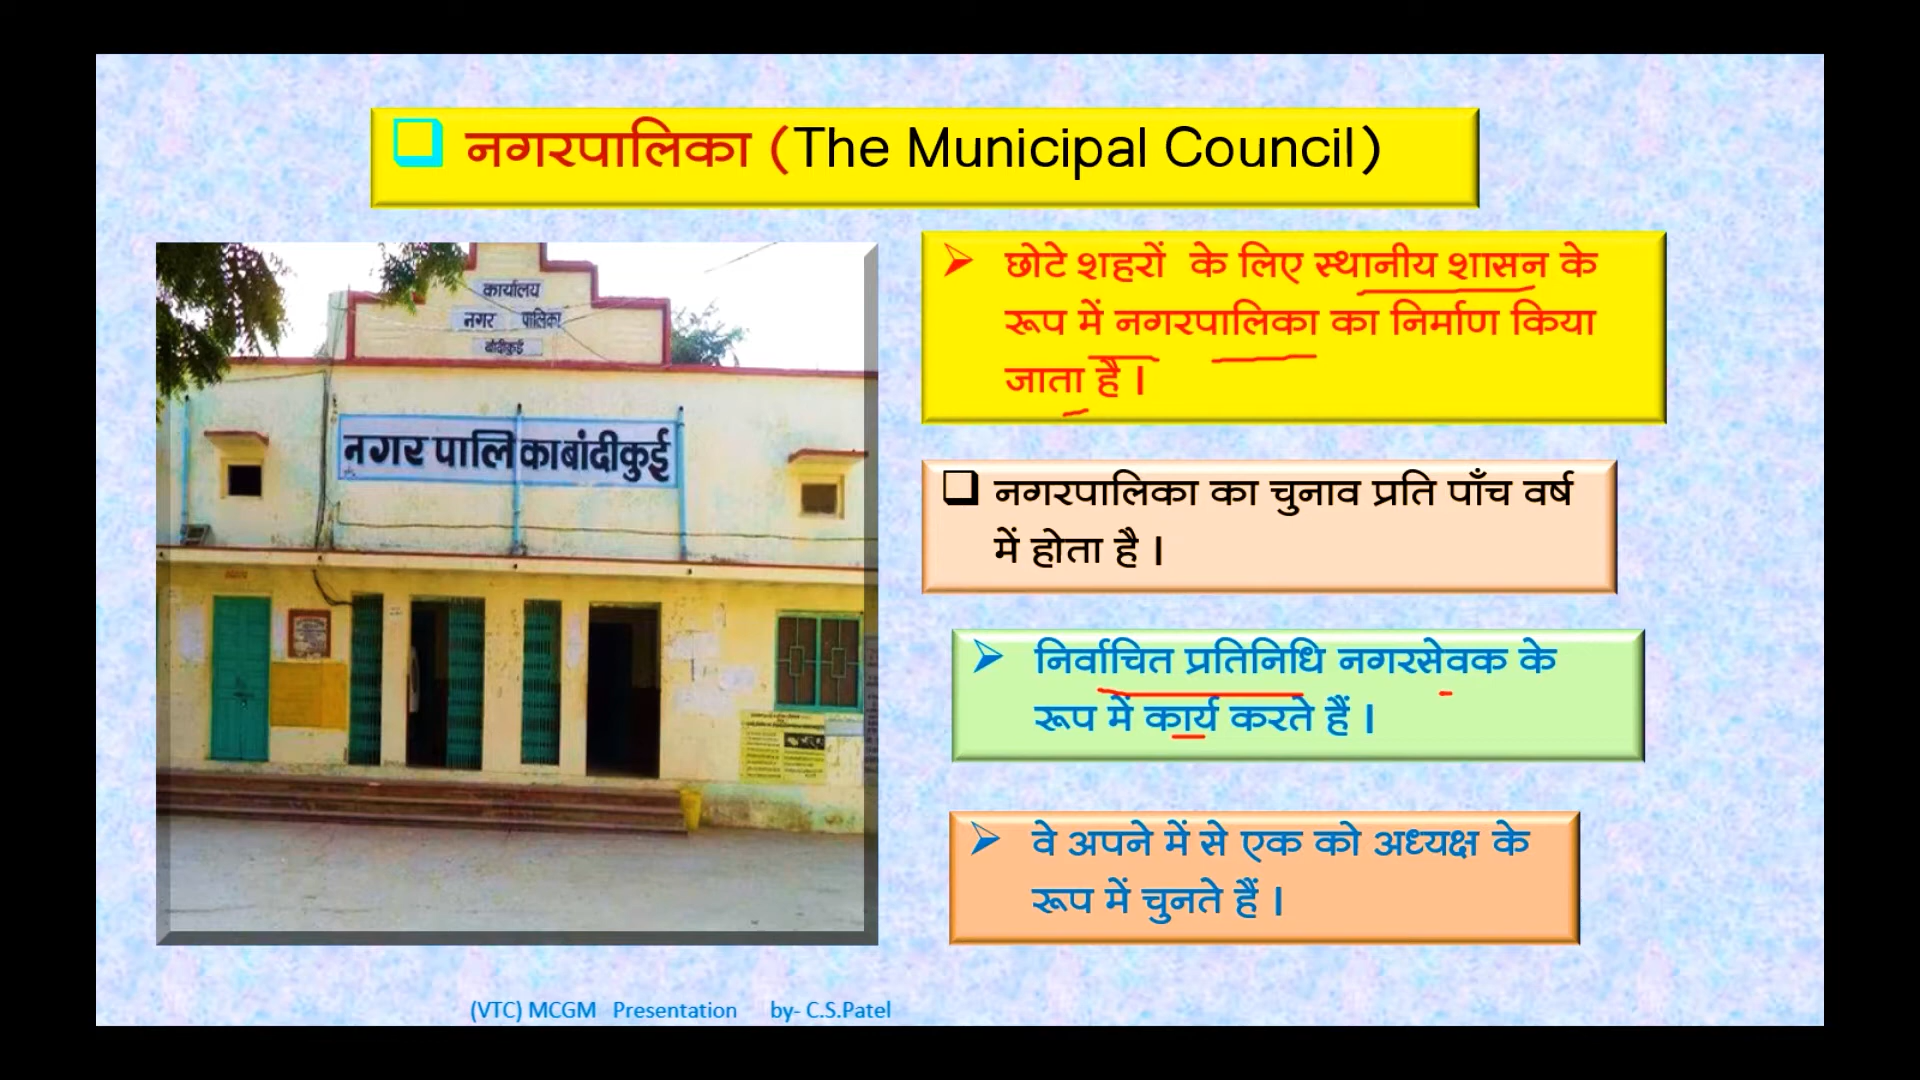 नगरपालिका (The Municipal Council)
कार्यालय
नगर पालिका
बाँदीकुई
नगर पालिका बांदीकुई
छोटे शहरों के लिए स्थानीय शासन के
रूप में नगरपालिका का निर्माण किया
जाता है।
नगरपालिका का चुनाव प्रति पाँच वर्ष
में होता है।
निर्वाचित प्रतिनिधि नगरसेवक के
रूप में कार्य करते हैं।
वे अपने में से एक को अध्यक्ष के
रूप में चुनते हैं।
(VTC) MCGM Presentation by- C.S.Patel